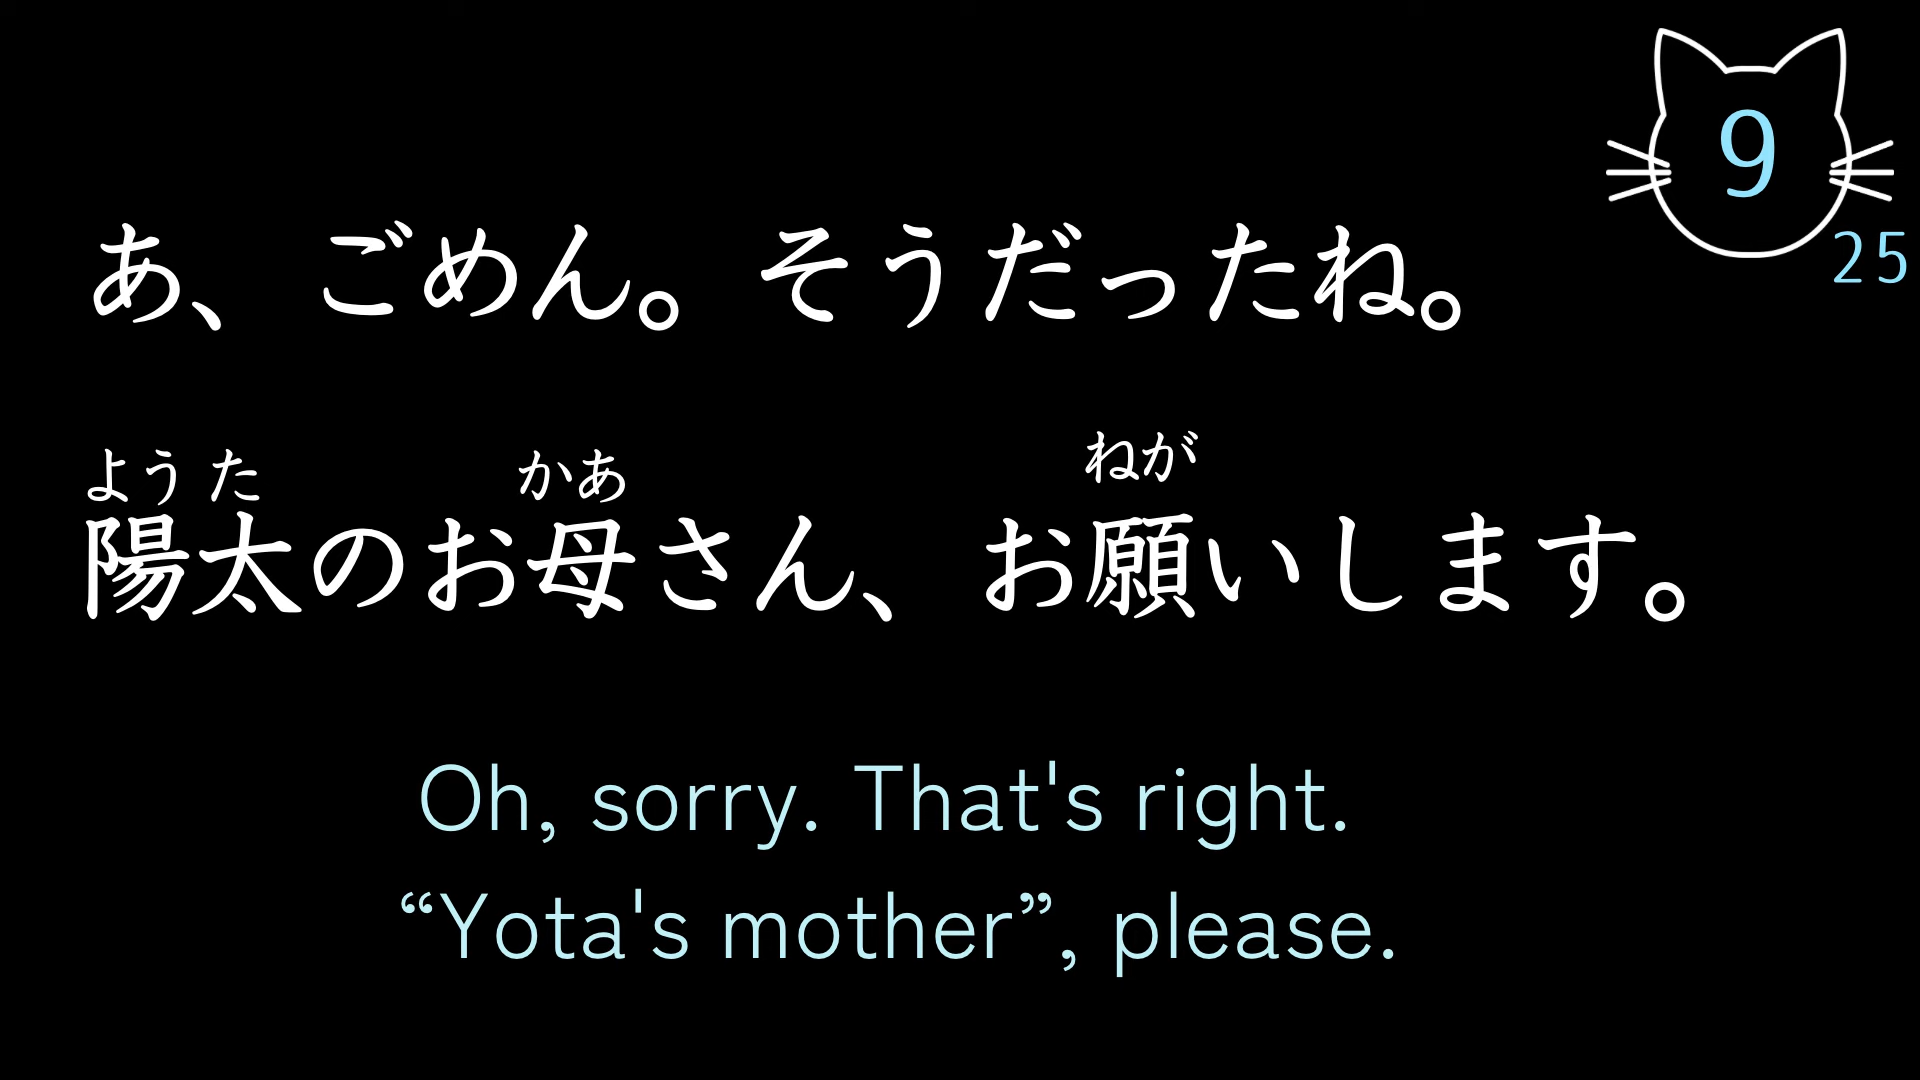 9
25
あ、ごめん。そうだったね。
よう た かあ ねが
陽太のお母さん、お願いします。
Oh, sorry. That's right.
“Yota's mother”, please.